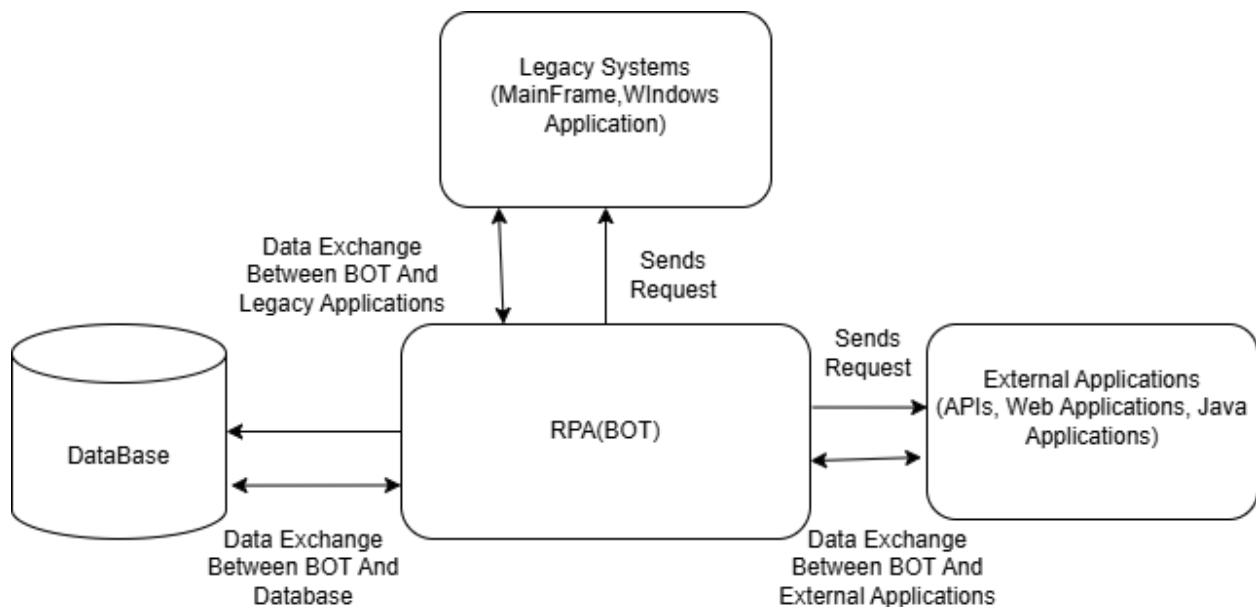 Legacy Systems
(MainFrame,WIndows
Application)
Data Exchange
Between BOT And
Legacy Applications
Sends
Request
DataBase
RPA(BOT)
Sends
Request
External Applications
(APIs, Web Applications, Java
Applications)
Data Exchange
Between BOT And
Database
Data Exchange
Between BOT And
External Applications